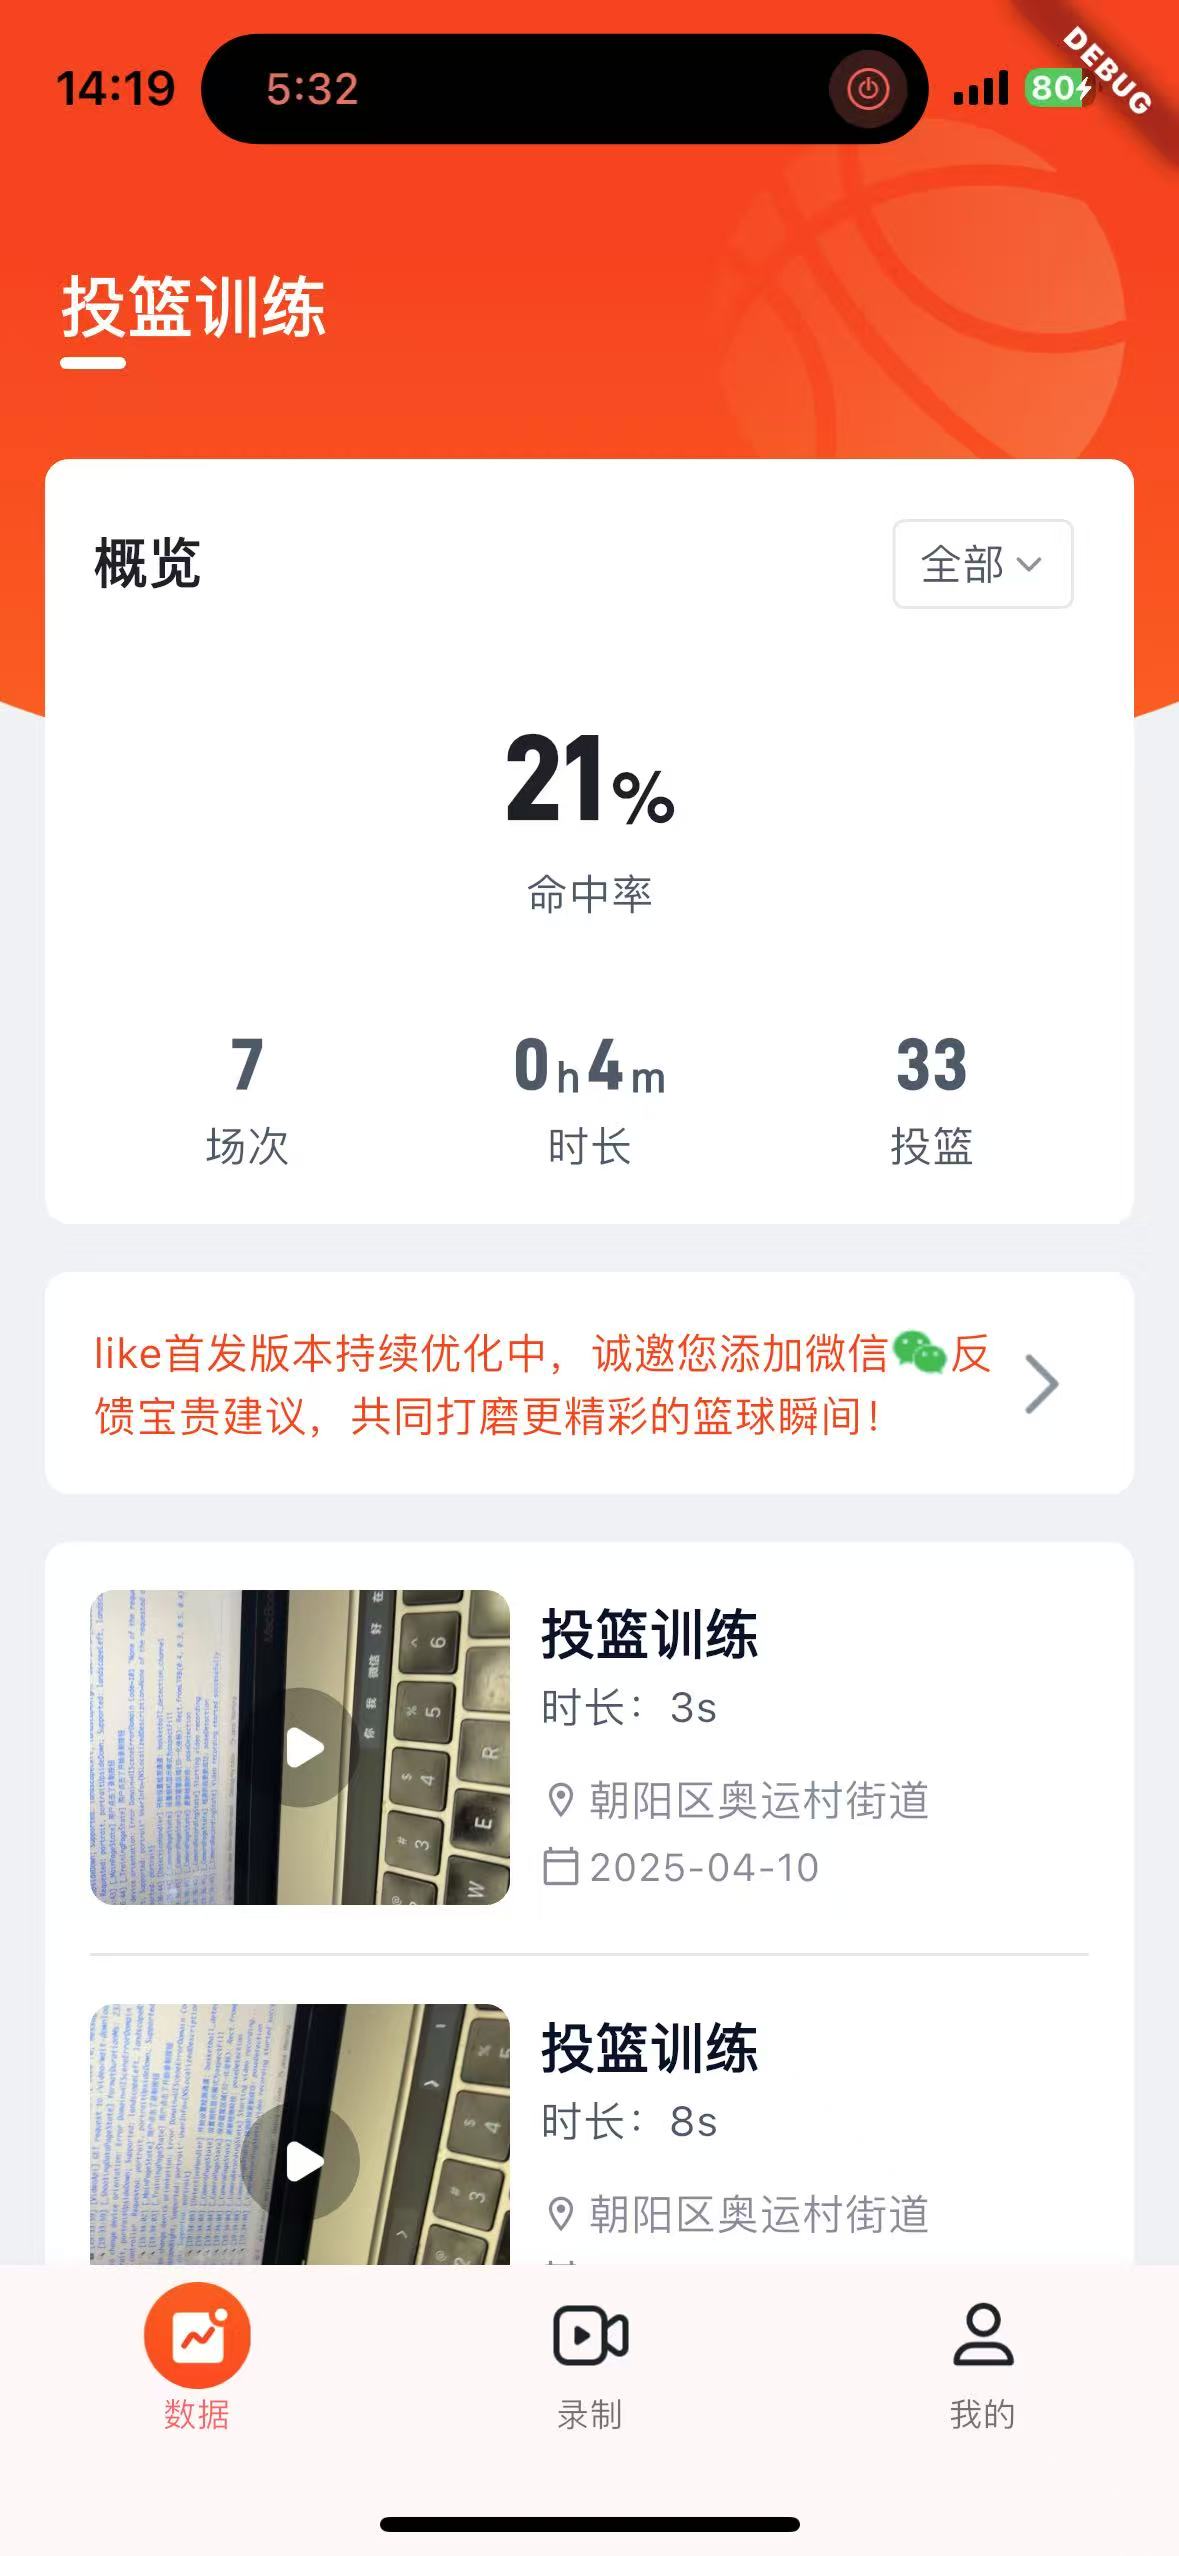 14:19
5:32
80
DEBUG
投篮训练
概览
全部
21%
命中率
7
0h4m
33
场次
时长
投篮
like首发版本持续优化中，诚邀您添加微信反
馈宝贵建议，共同打磨更精彩的篮球瞬间！
投篮训练
时长：3s
朝阳区奥运村街道
2025-04-10
投篮训练
时长：8s
朝阳区奥运村街道
数据
录制
我的